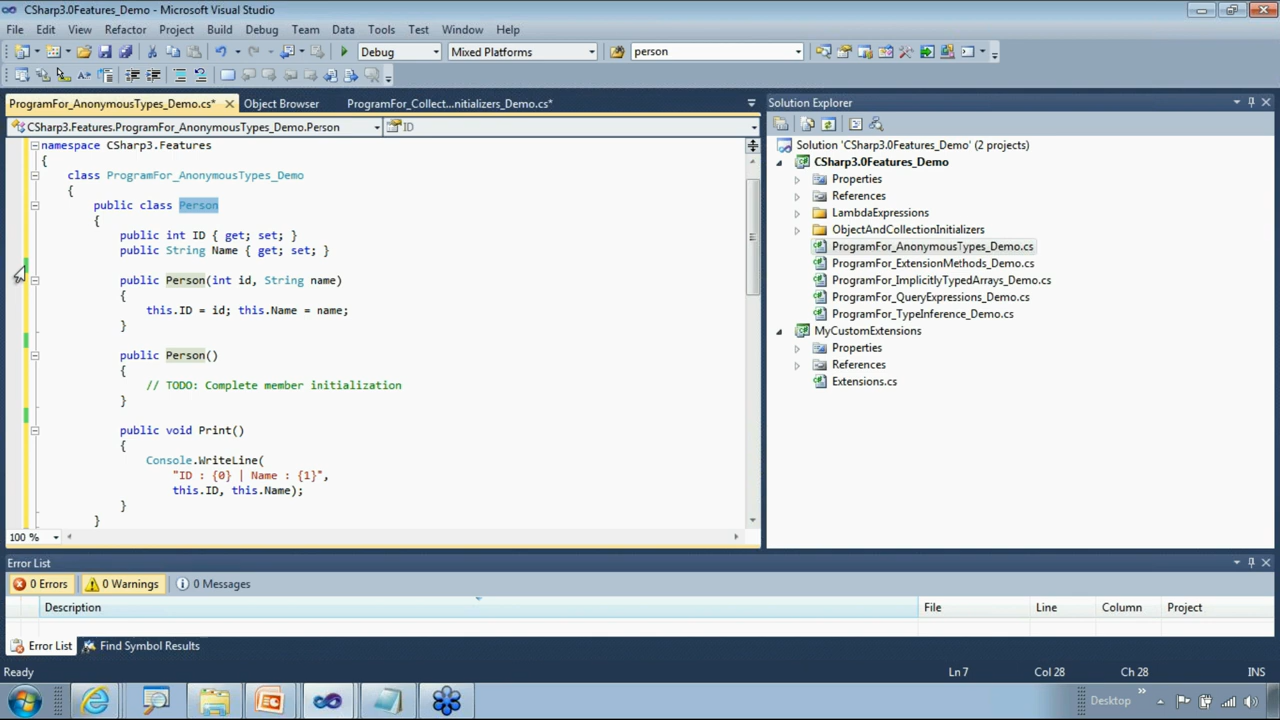 CSharp3.0Features_Demo - Microsoft Visual Studio
File Edit View Refactor Project Build Debug Team Data Tools Test Window Help
Debug Mixed Platforms person
ProgramFor_AnonymousTypes_Demo.cs* Object Browser ProgramFor_Collect...nitializers_Demo.cs*
CSharp3.Features.ProgramFor_AnonymousTypes_Demo.Person ID
namespace CSharp3.Features
{
class ProgramFor_AnonymousTypes_Demo
{
public class Person
{
public int ID { get; set; }
public String Name { get; set; }
public Person(int id, String name)
{
this.ID = id; this.Name = name;
}
public Person()
{
// TODO: Complete member initialization
}
public void Print()
{
Console.WriteLine(
"ID : {0} | Name : {1}",
this.ID, this.Name);
}
}
100 %
Solution Explorer
Solution 'CSharp3.0Features_Demo' (2 projects)
CSharp3.0Features_Demo
Properties
References
LambdaExpressions
ObjectAndCollectionInitializers
ProgramFor_AnonymousTypes_Demo.cs
ProgramFor_ExtensionMethods_Demo.cs
ProgramFor_ImplicitlyTypedArrays_Demo.cs
ProgramFor_QueryExpressions_Demo.cs
ProgramFor_TypeInference_Demo.cs
MyCustomExtensions
Properties
References
Extensions.cs
Error List
0 Errors 0 Warnings 0 Messages
Description File Line Column Project
Error List Find Symbol Results
Ready Ln 7 Col 28 Ch 28 INS
Desktop